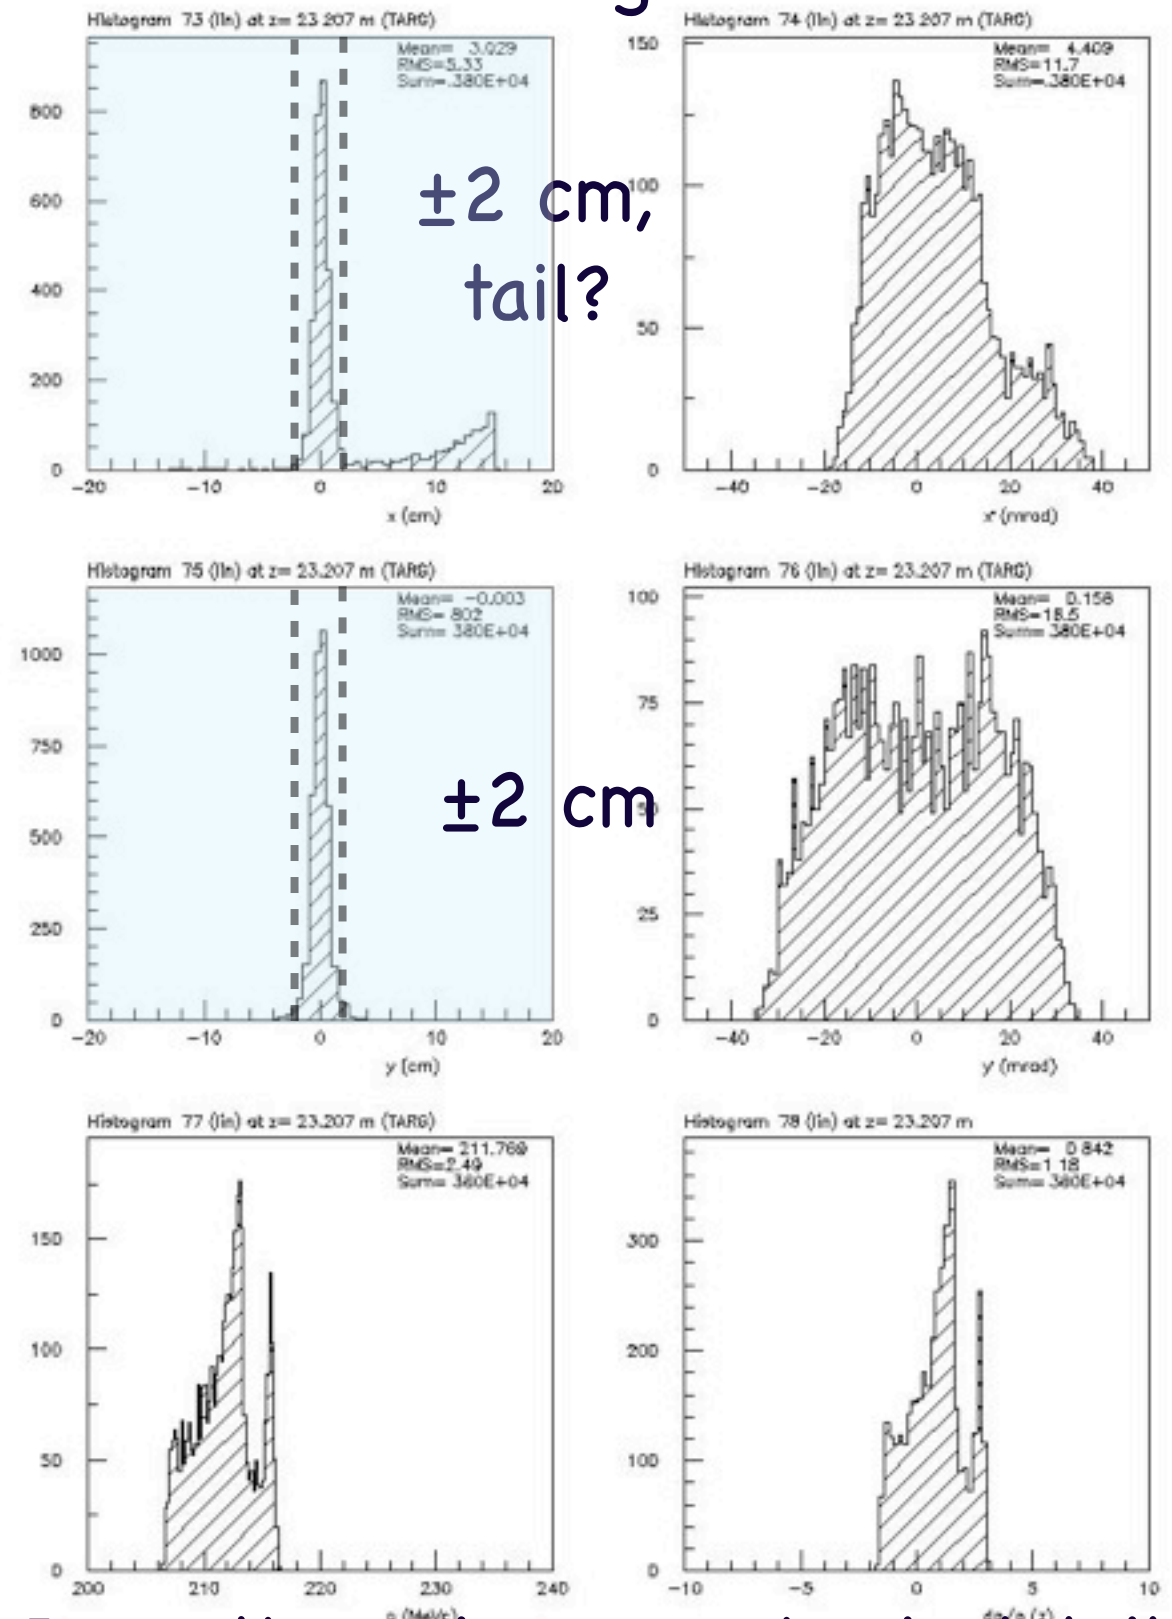 Histogram 73 (lin) at z= 23.207 m (TARG)
Mean= 3.029
RMS=5.33
Sum=.380E+04
800
600
400
200
0
-20 -10 0 10 20
x (cm)
±2 cm,
tail?
Histogram 74 (lin) at z= 23.207 m (TARG)
Mean= 4.409
RMS=11.7
Sum=.380E+04
150
100
50
0
-40 -20 0 20 40
x' (mrad)
Histogram 75 (lin) at z= 23.207 m (TARG)
Mean= -0.003
RMS= 802
Sum= 380E+04
1000
750
500
250
0
-20 -10 0 10 20
y (cm)
±2 cm
Histogram 76 (lin) at z= 23.207 m (TARG)
Mean= 0.158
RMS=18.5
Sum= 380E+04
100
75
50
25
0
-40 -20 0 20 40
y' (mrad)
Histogram 77 (lin) at z= 23.207 m (TARG)
Mean= 211.769
RMS=2.49
Sum= 380E+04
150
100
50
0
200 210 220 230 240
Histogram 78 (lin) at z= 23.207 m
Mean= 0 842
RMS=1 18
Sum= 380E+04
300
200
100
0
-10 -5 0 5 10